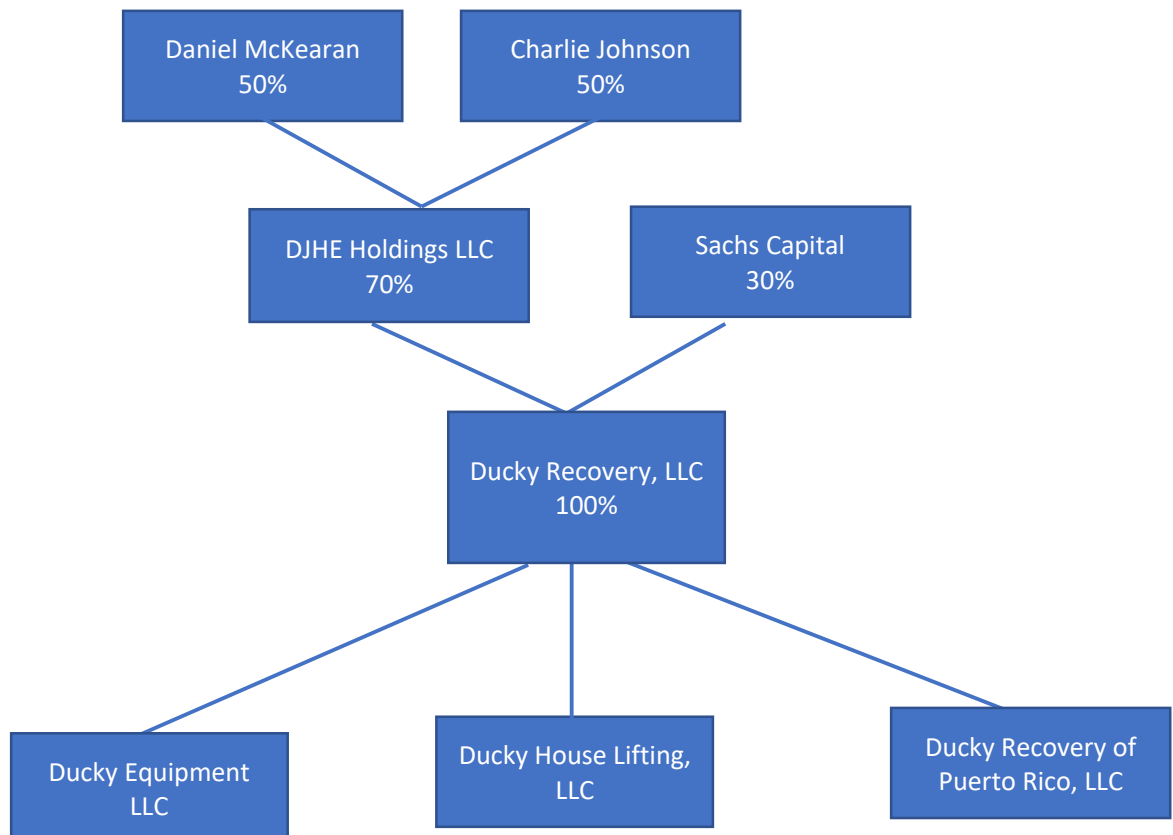 Daniel McKearan
50%
Charlie Johnson
50%
DJHE Holdings LLC
70%
Sachs Capital
30%
Ducky Recovery, LLC
100%
Ducky Equipment
LLC
Ducky House Lifting,
LLC
Ducky Recovery of
Puerto Rico, LLC